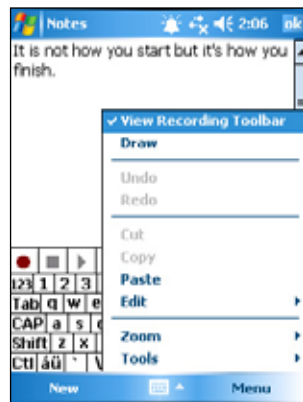 Notes 2:06 ok
It is not how you start but it's how you
finish.
View Recording Toolbar
Draw
Undo
Redo
Cut
Copy
Paste
Edit
Zoom
Tools
123 1 2 3
Tab q w e
CAP a s d
Shift z x
Ctl áü ` \
New Menu